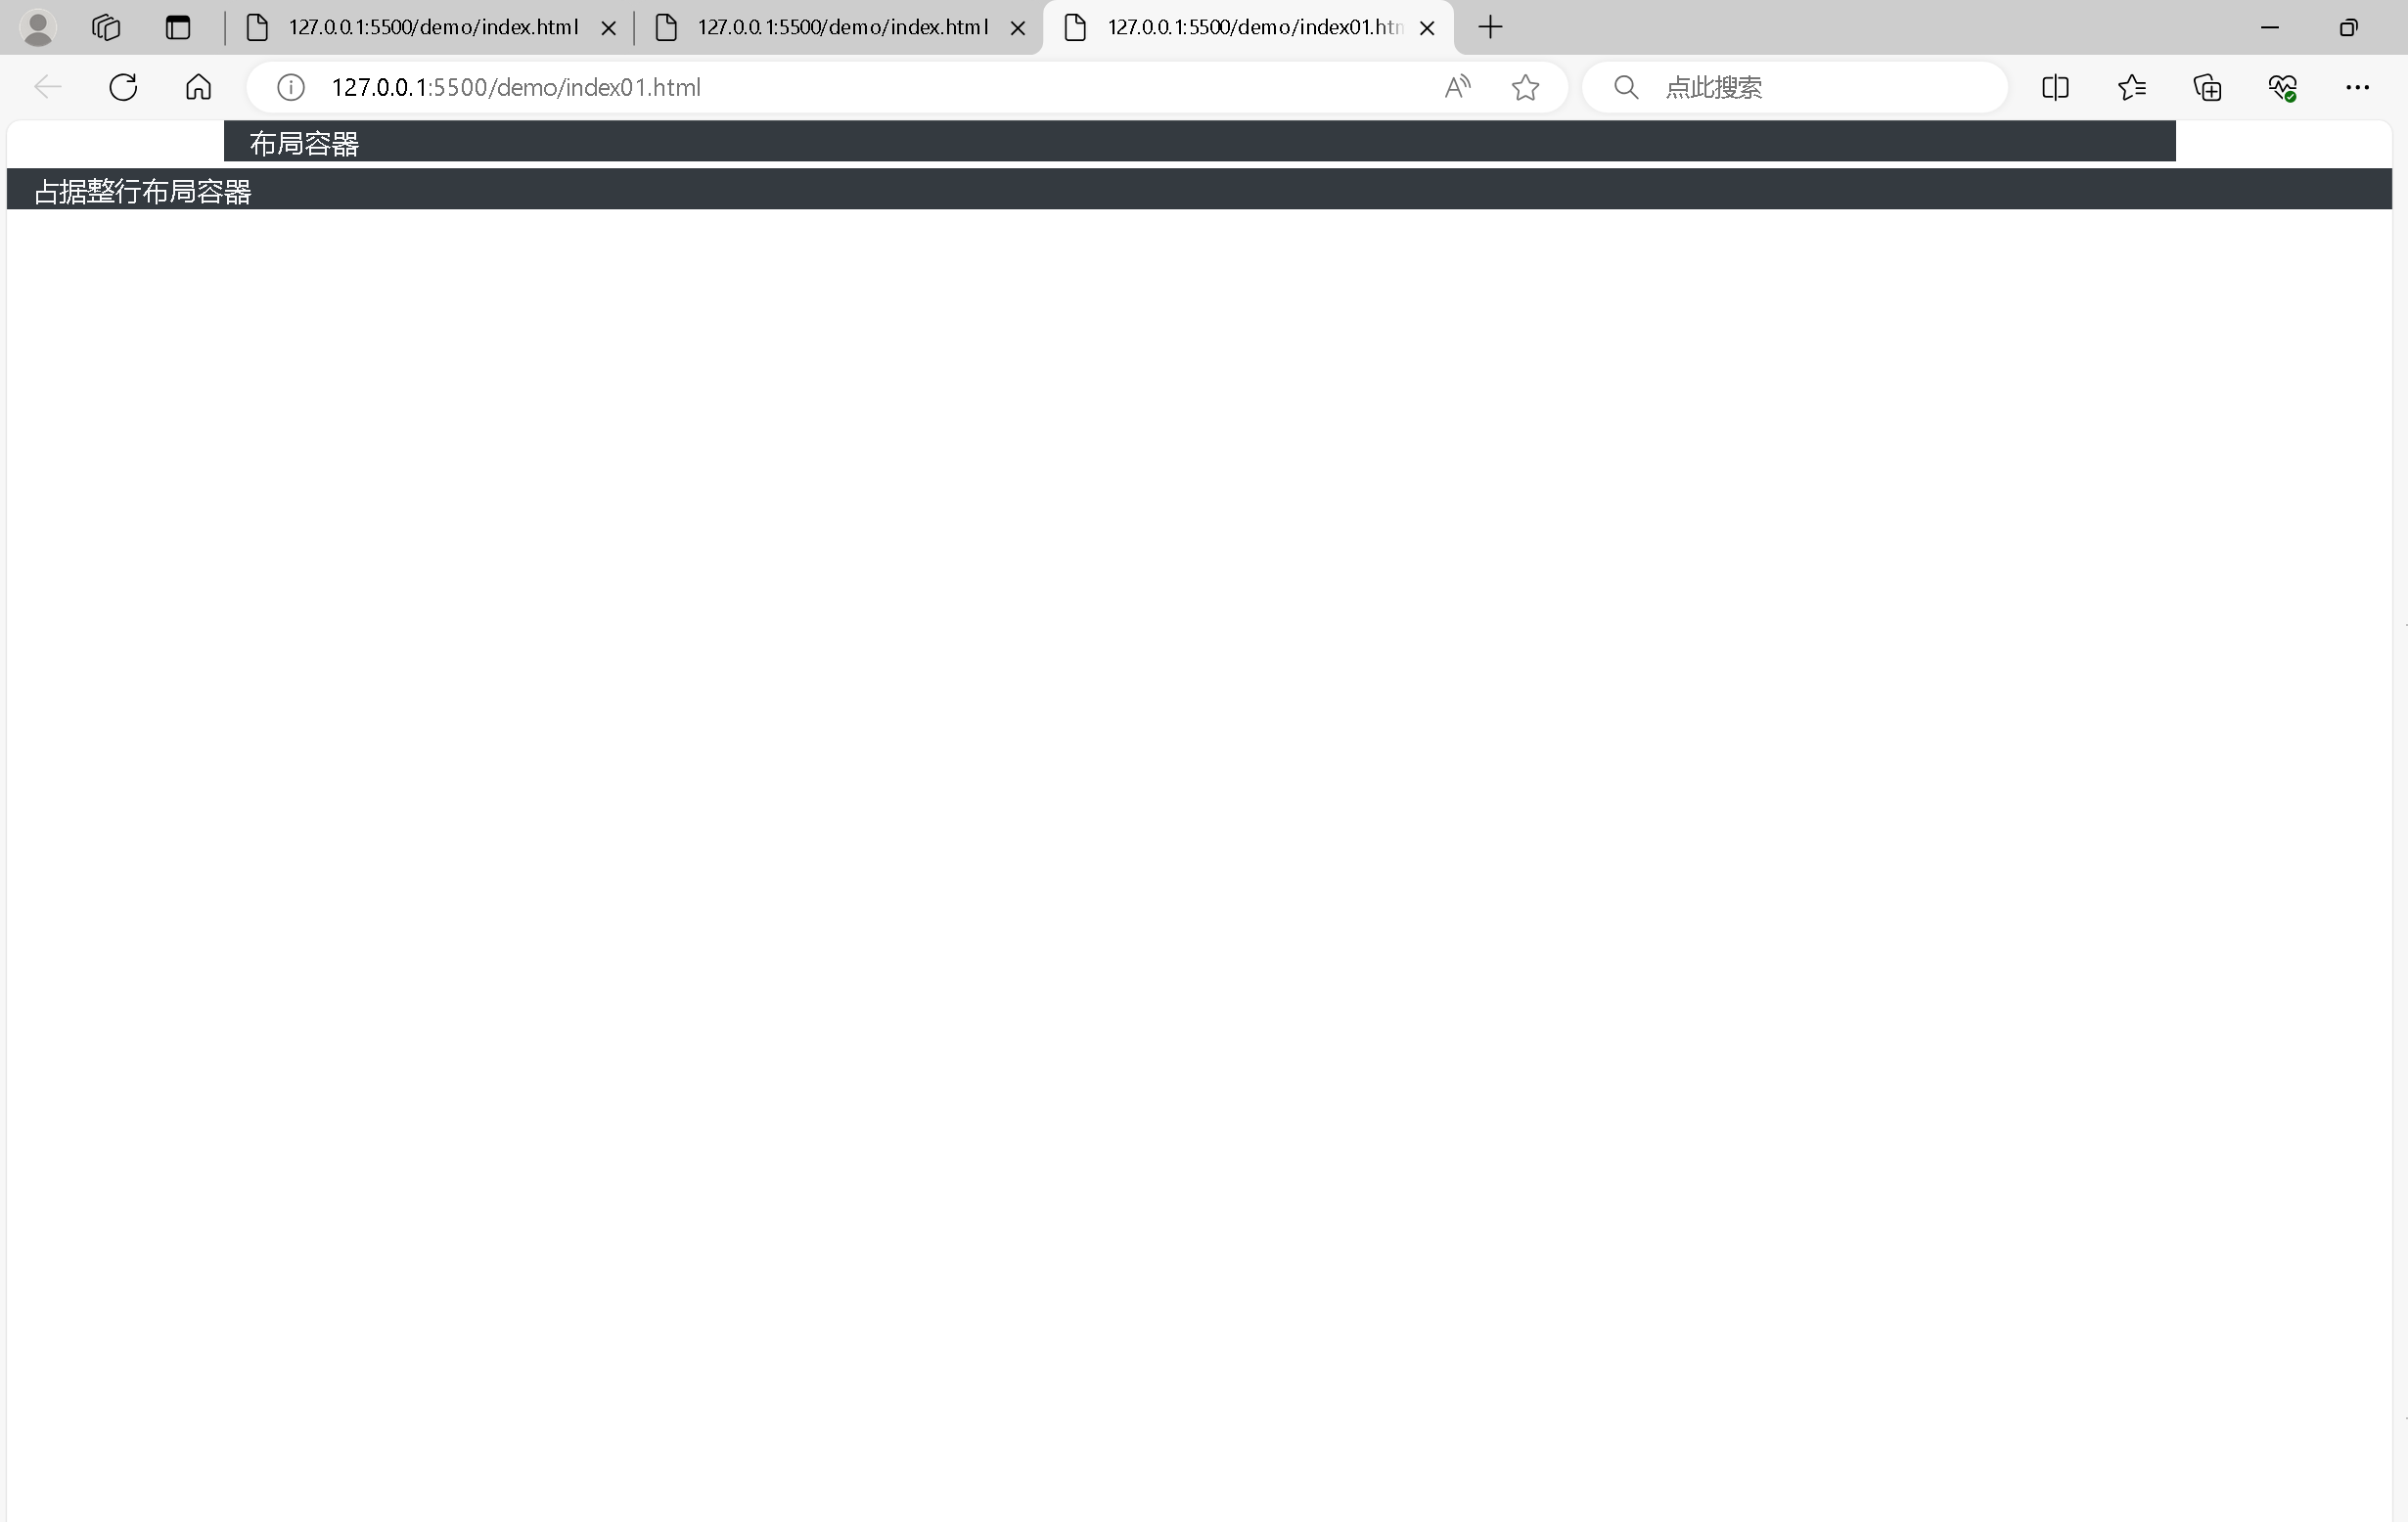 127.0.0.1:5500/demo/index.html
127.0.0.1:5500/demo/index.html
127.0.0.1:5500/demo/index01.htm
127.0.0.1:5500/demo/index01.html
点此搜索
布局容器
占据整行布局容器